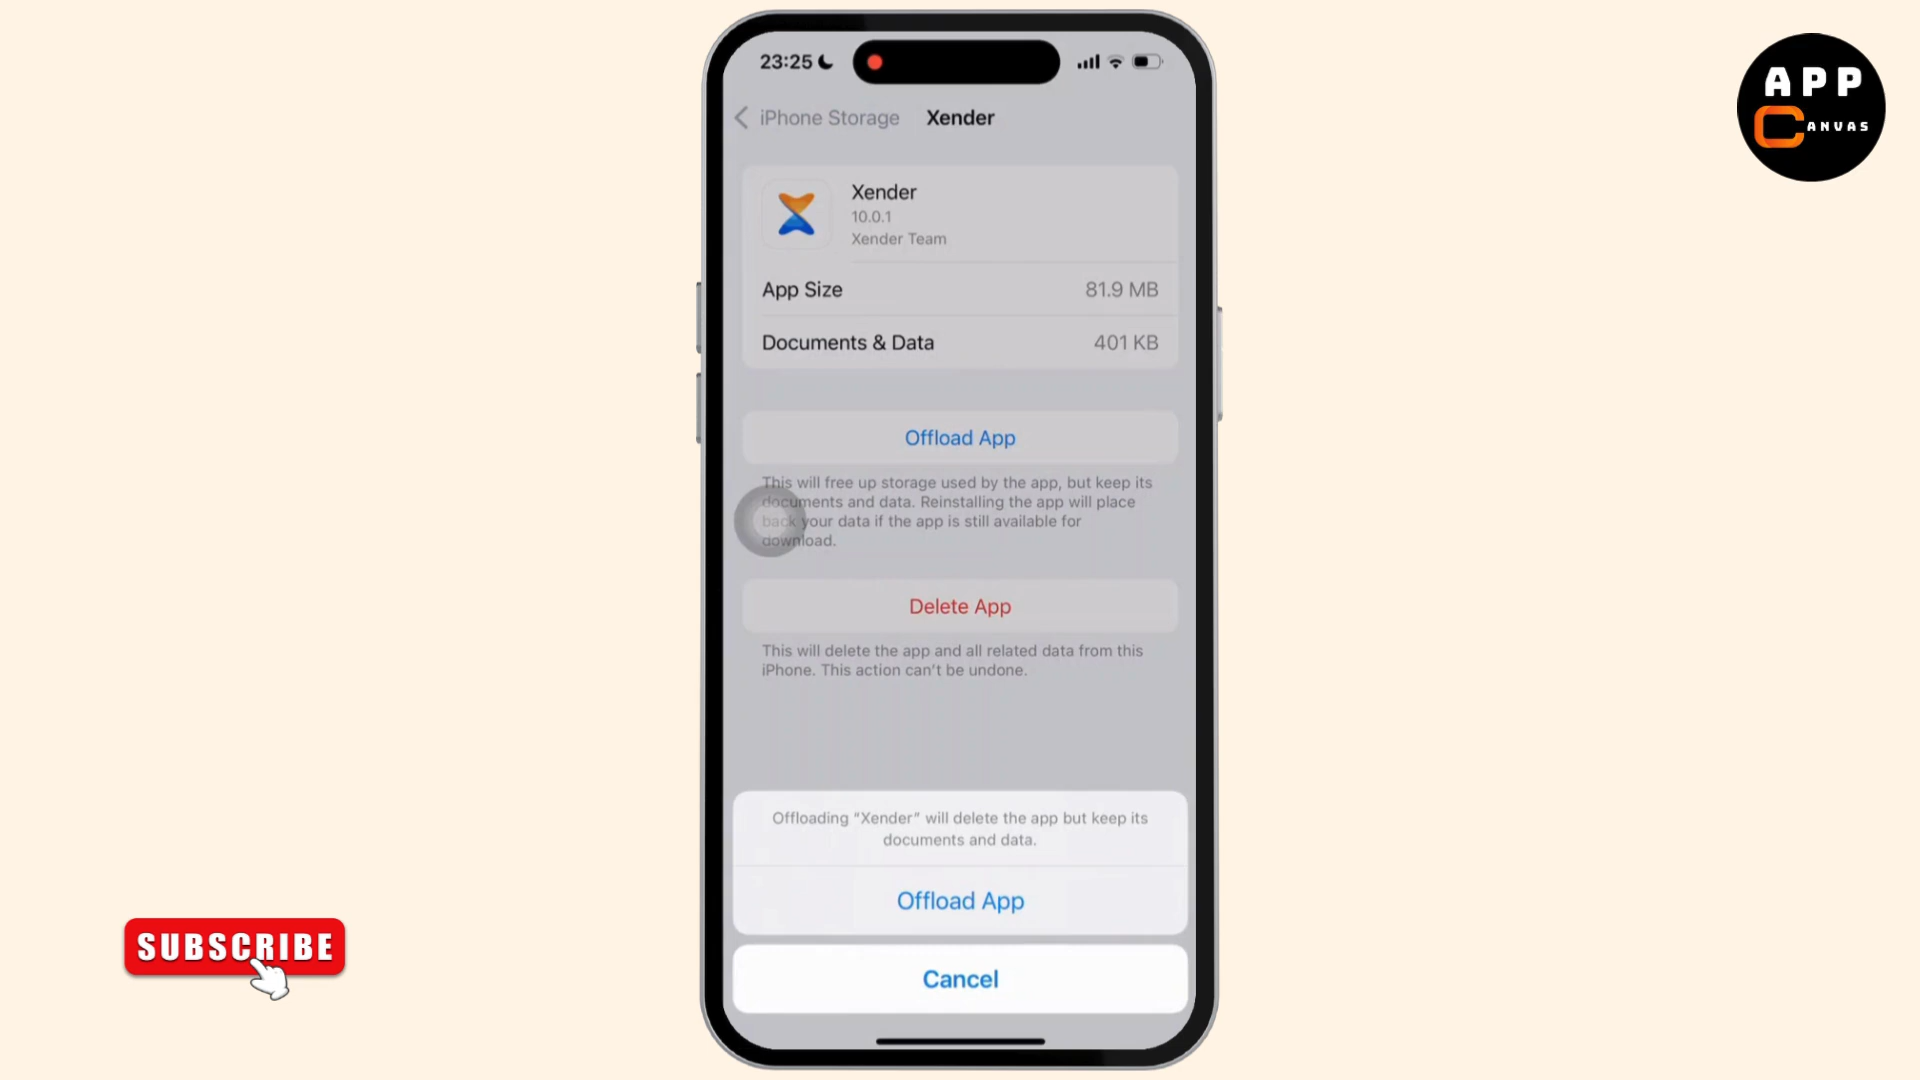 23:25
iPhone Storage Xender
Xender
10.0.1
Xender Team
App Size 81.9 MB
Documents & Data 401 KB
Offload App
This will free up storage used by the app, but keep its
documents and data. Reinstalling the app will place
back your data if the app is still available for
download.
Delete App
This will delete the app and all related data from this
iPhone. This action can't be undone.
Offloading “Xender” will delete the app but keep its
documents and data.
Offload App
Cancel
APP
CANVAS
SUBSCRIBE